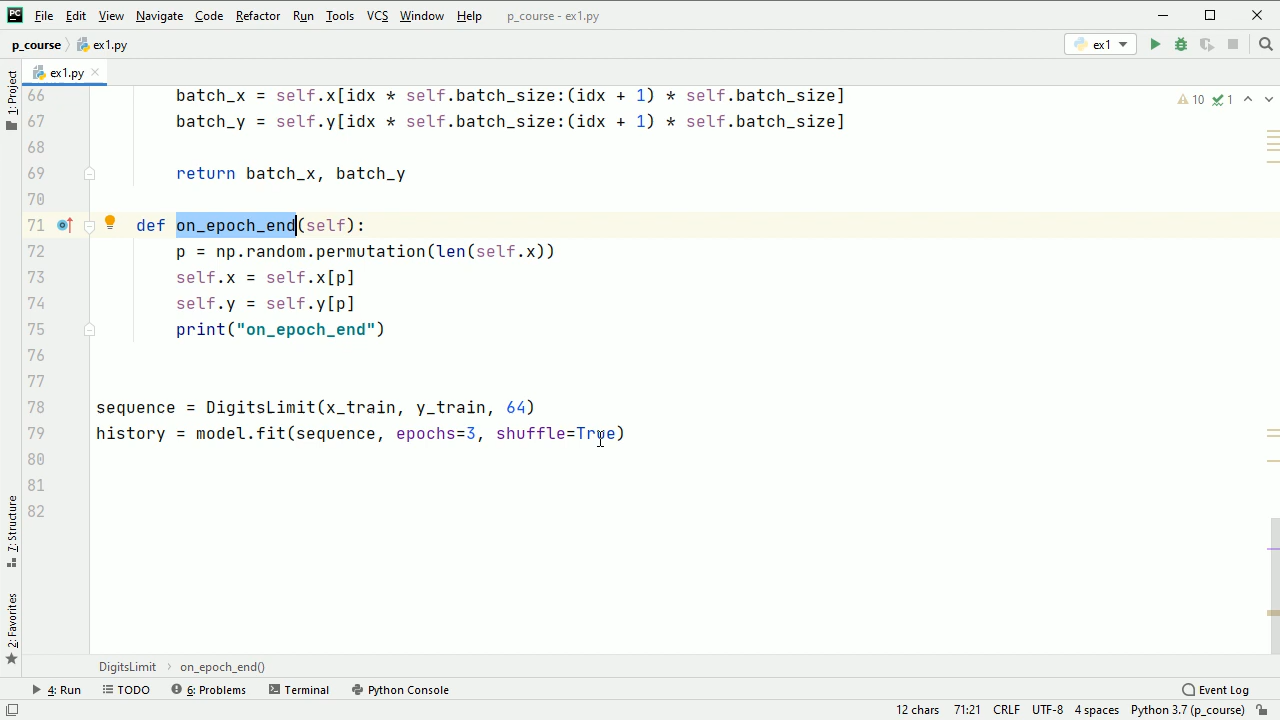 PC File Edit View Navigate Code Refactor Run Tools VCS Window Help p_course - ex1.py
p_course ex1.py ex1
ex1.py
1: Project
66 batch_x = self.x[idx * self.batch_size:(idx + 1) * self.batch_size]
10 1
67 batch_y = self.y[idx * self.batch_size:(idx + 1) * self.batch_size]
68
69 return batch_x, batch_y
70
71 def on_epoch_end(self):
72 p = np.random.permutation(len(self.x))
73 self.x = self.x[p]
74 self.y = self.y[p]
75 print("on_epoch_end")
76
77
78 sequence = DigitsLimit(x_train, y_train, 64)
79 history = model.fit(sequence, epochs=3, shuffle=True)
80
81
82
7: Structure
2: Favorites
DigitsLimit on_epoch_end()
4: Run TODO 6: Problems Terminal Python Console Event Log
12 chars 71:21 CRLF UTF-8 4 spaces Python 3.7 (p_course)